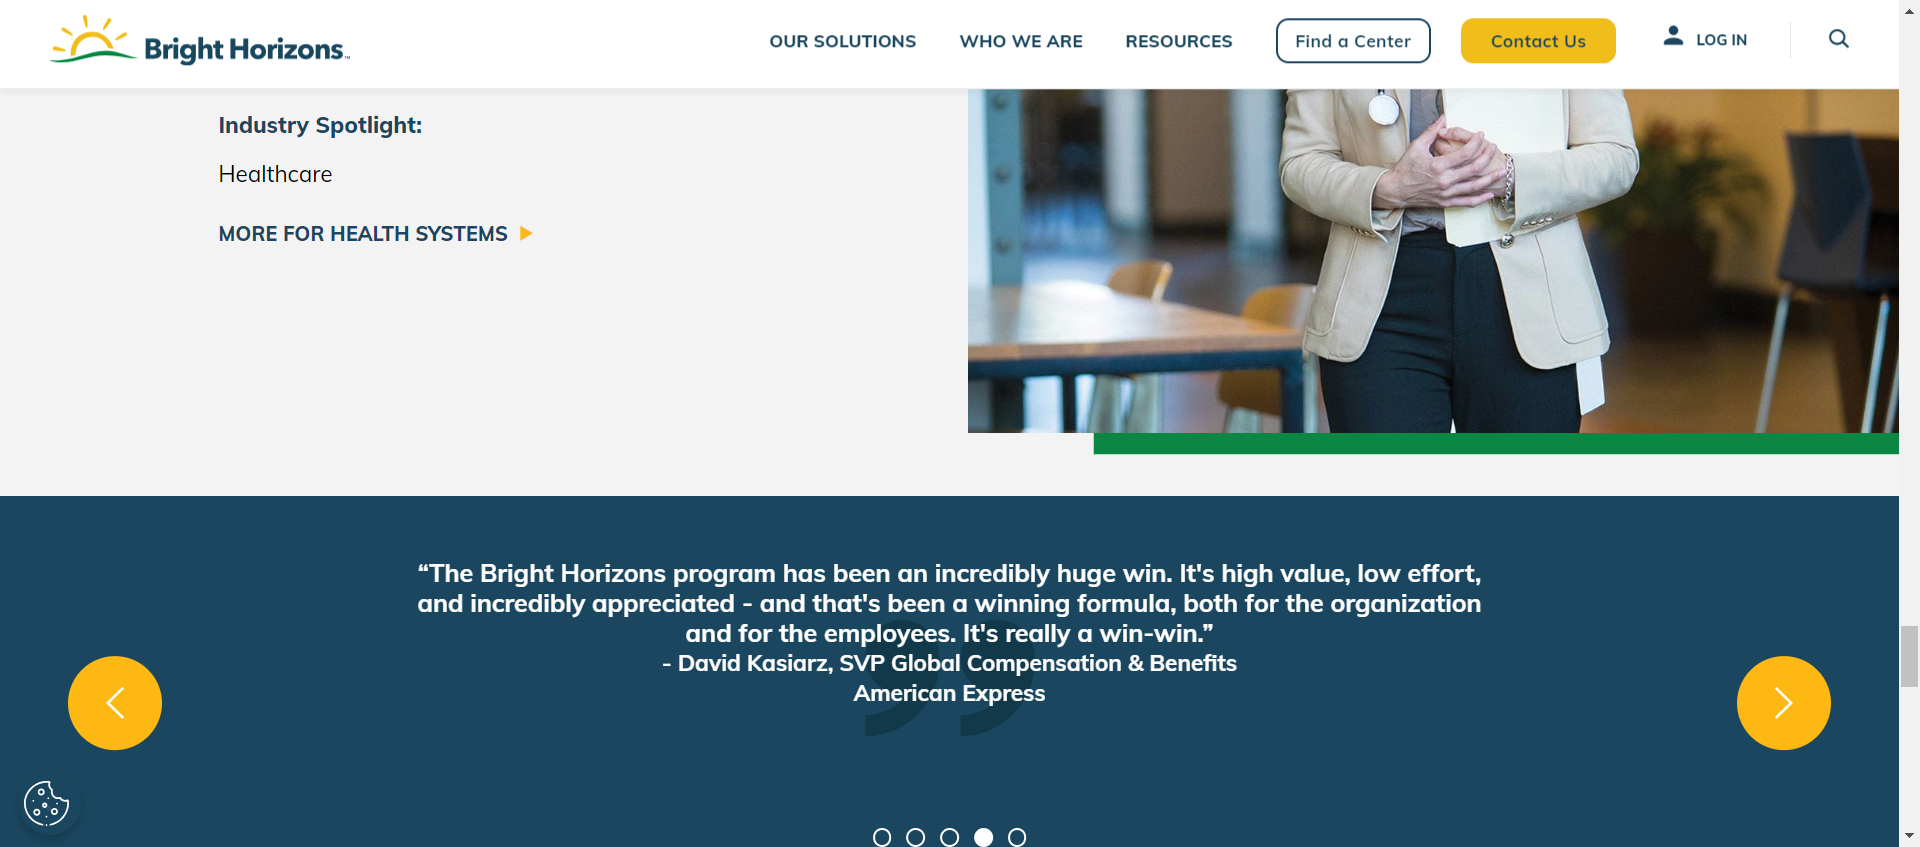 Bright Horizons™
OUR SOLUTIONS
WHO WE ARE
RESOURCES
Find a Center
Contact Us
LOG IN
Industry Spotlight:
Healthcare
MORE FOR HEALTH SYSTEMS
“The Bright Horizons program has been an incredibly huge win. It's high value, low effort,
and incredibly appreciated - and that's been a winning formula, both for the organization
and for the employees. It's really a win-win.”
- David Kasiarz, SVP Global Compensation & Benefits
American Express